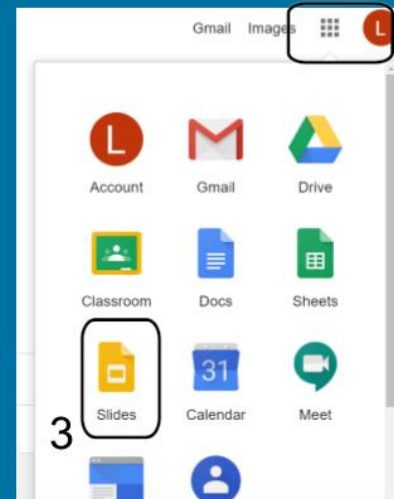 Gmail Images L
L M
Account Gmail Drive
Classroom Docs Sheets
31
Slides Calendar Meet
3